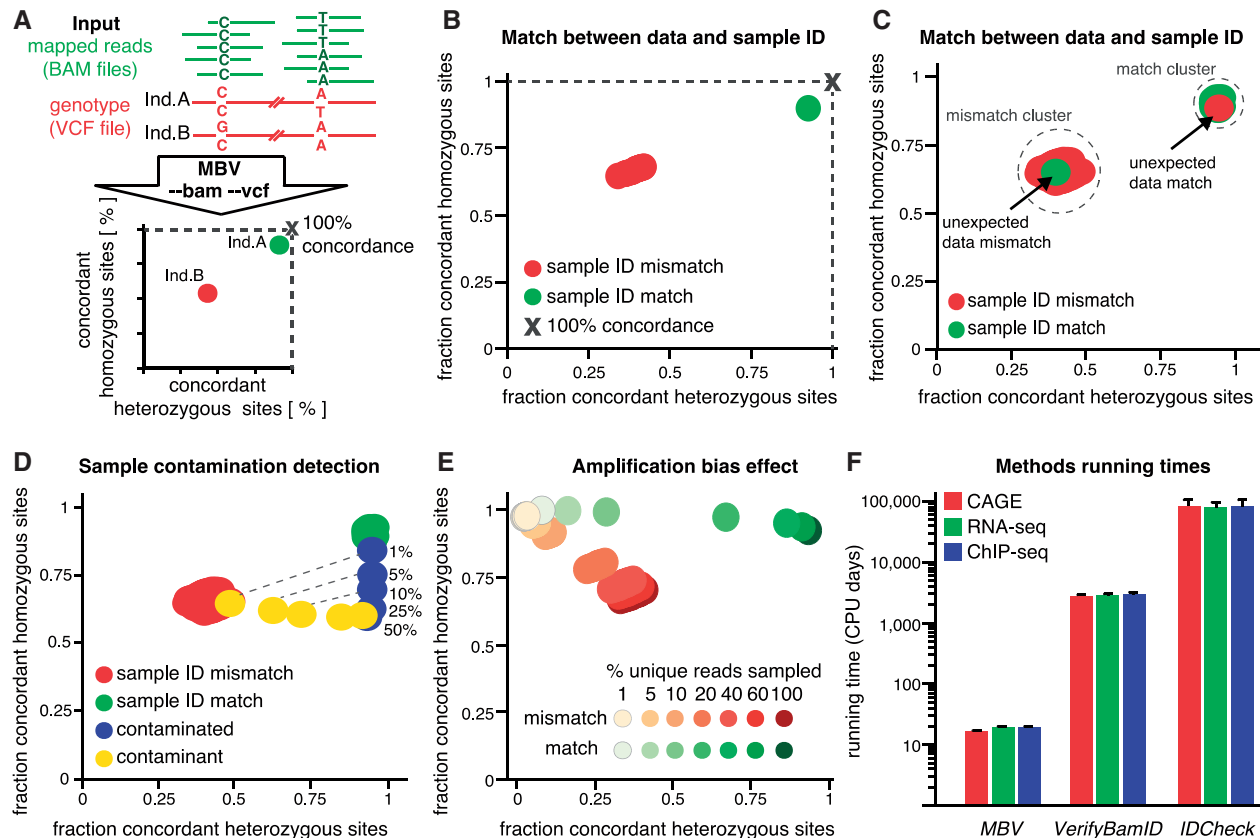 A
Input
mapped reads
(BAM files)
C
C
C
C
C
T
T
T
A
A
A
genotype
(VCF file)
Ind.A
C
C
A
T
Ind.B
G
C
A
A
MBV
--bam --vcf
concordant
homozygous sites [ % ]
Ind.A
X 100%
concordance
Ind.B
concordant
heterozygous sites [ % ]
B
Match between data and sample ID
fraction concordant homozygous sites
1
0.75
0.5
0.25
0
X
sample ID mismatch
sample ID match
X 100% concordance
0 0.25 0.5 0.75 1
fraction concordant heterozygous sites
C
Match between data and sample ID
fraction concordant homozygous sites
1
0.75
0.5
0.25
0
match cluster
mismatch cluster
unexpected
data match
unexpected
data mismatch
sample ID mismatch
sample ID match
0 0.25 0.5 0.75 1
fraction concordant heterozygous sites
D
Sample contamination detection
fraction concordant homozygous sites
1
0.75
0.5
0.25
0
1%
5%
10%
25%
50%
sample ID mismatch
sample ID match
contaminated
contaminant
0 0.25 0.5 0.75 1
fraction concordant heterozygous sites
E
Amplification bias effect
fraction concordant homozygous sites
1
0.75
0.5
0.25
0
% unique reads sampled
1 5 10 20 40 60 100
mismatch
match
0 0.25 0.5 0.75 1
fraction concordant heterozygous sites
F
Methods running times
running time (CPU days)
100,000
10,000
1,000
100
10
CAGE
RNA-seq
ChIP-seq
MBV VerifyBamID IDCheck